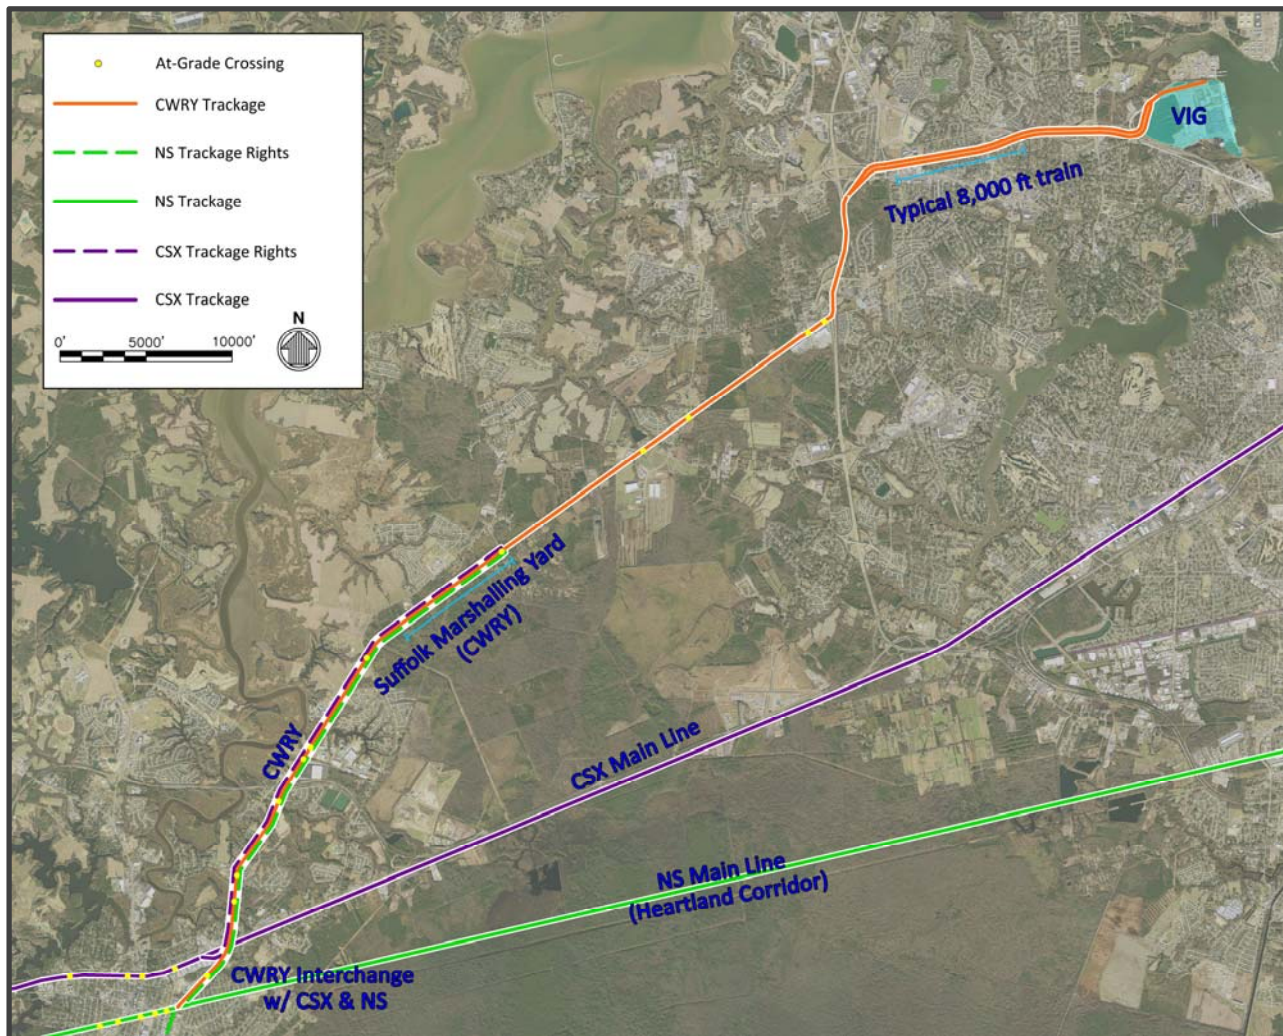 At-Grade Crossing
CWRY Trackage
NS Trackage Rights
NS Trackage
CSX Trackage Rights
CSX Trackage
0' 5000' 10000'
N
VIG
Typical 8,000 ft train
Suffolk Marshalling Yard
(CWRY)
CWRY
CSX Main Line
NS Main Line
(Heartland Corridor)
CWRY Interchange
w/ CSX & NS